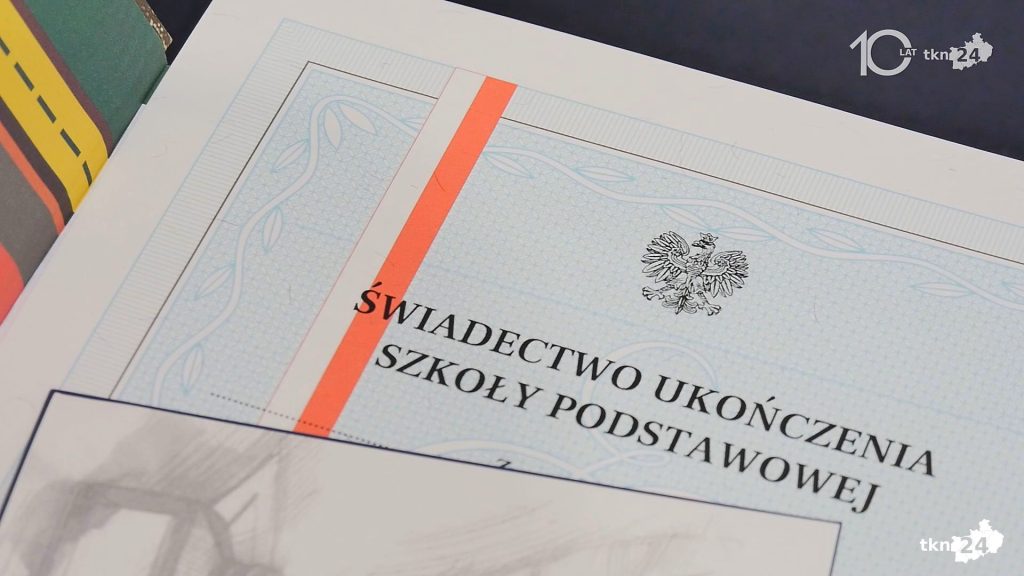 10 LAT tkn24
ŚWIADECTWO UKOŃCZENIA
SZKOŁY PODSTAWOWEJ
tkn24